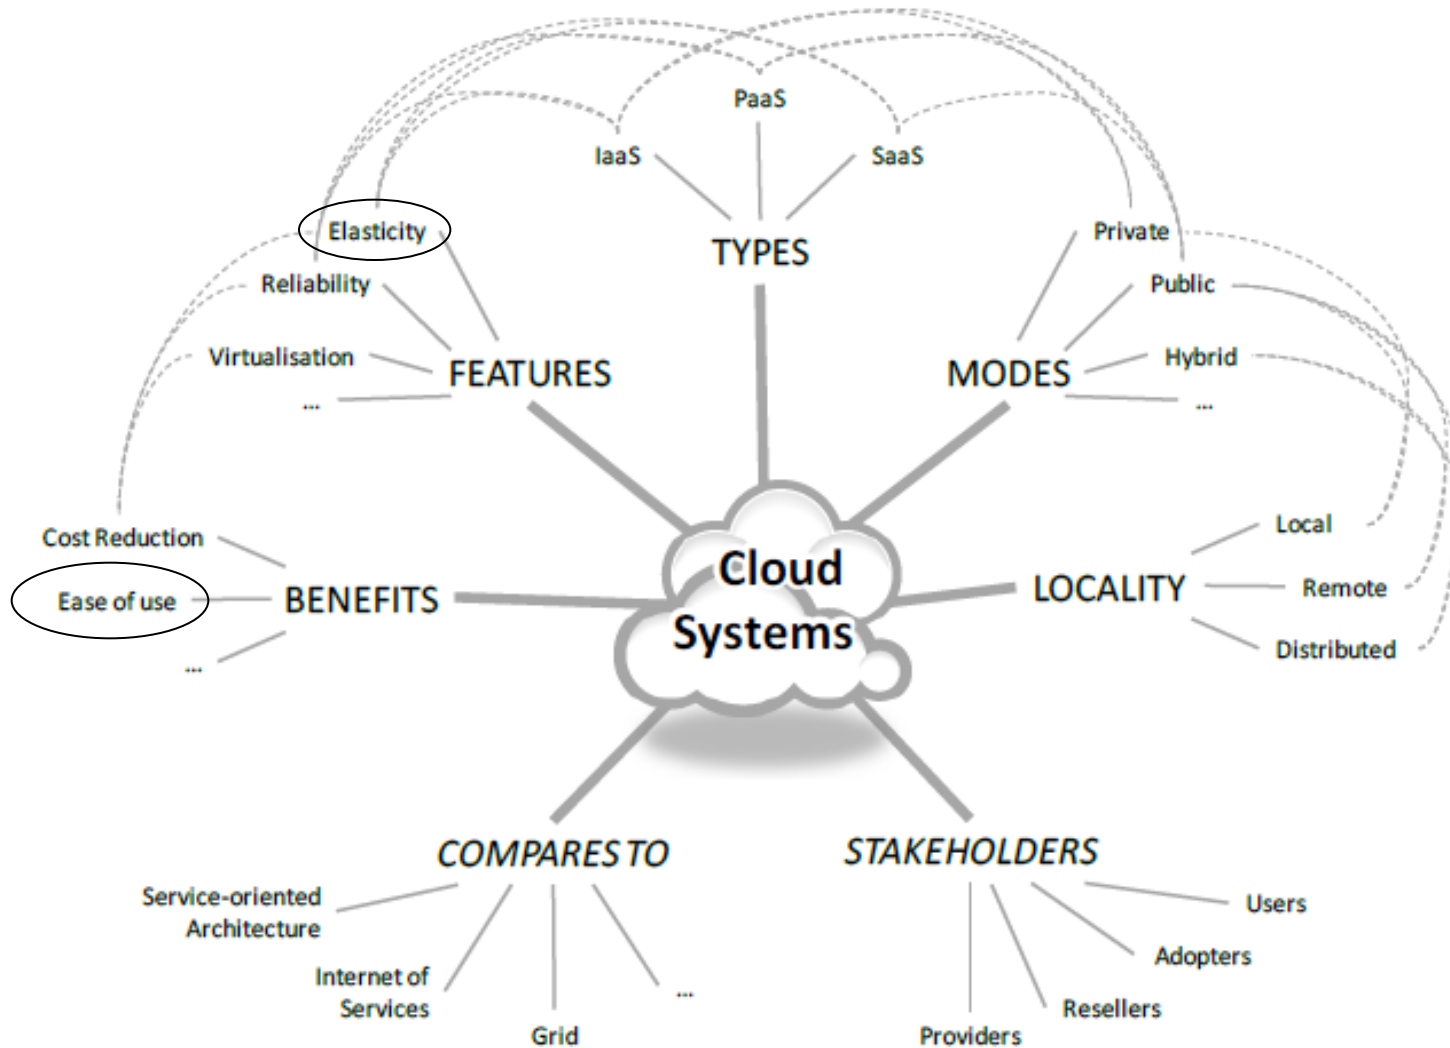 PaaS
IaaS
SaaS
TYPES
Elasticity
Reliability
Virtualisation
...
FEATURES
Private
Public
Hybrid
...
MODES
Cost Reduction
Ease of use
...
BENEFITS
Cloud
Systems
LOCALITY
Local
Remote
Distributed
COMPARES TO
Service-oriented
Architecture
Internet of
Services
Grid
...
STAKEHOLDERS
Users
Adopters
Resellers
Providers